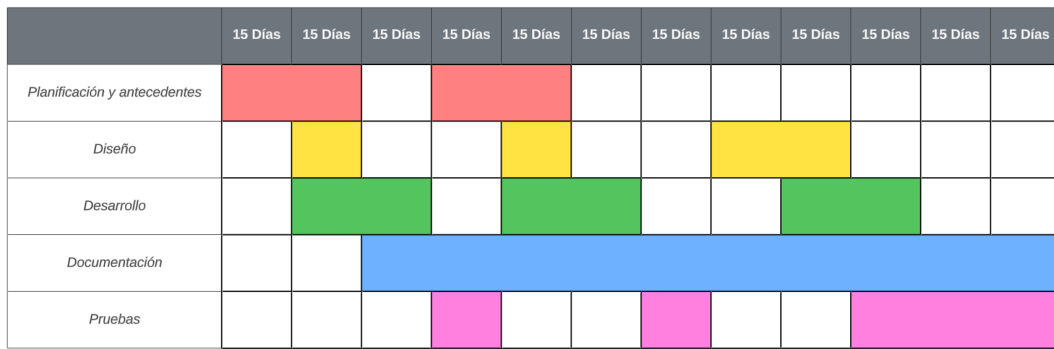 15 Días 15 Días 15 Días 15 Días 15 Días 15 Días 15 Días 15 Días 15 Días 15 Días 15 Días 15 Días
Planificación y antecedentes
Diseño
Desarrollo
Documentación
Pruebas